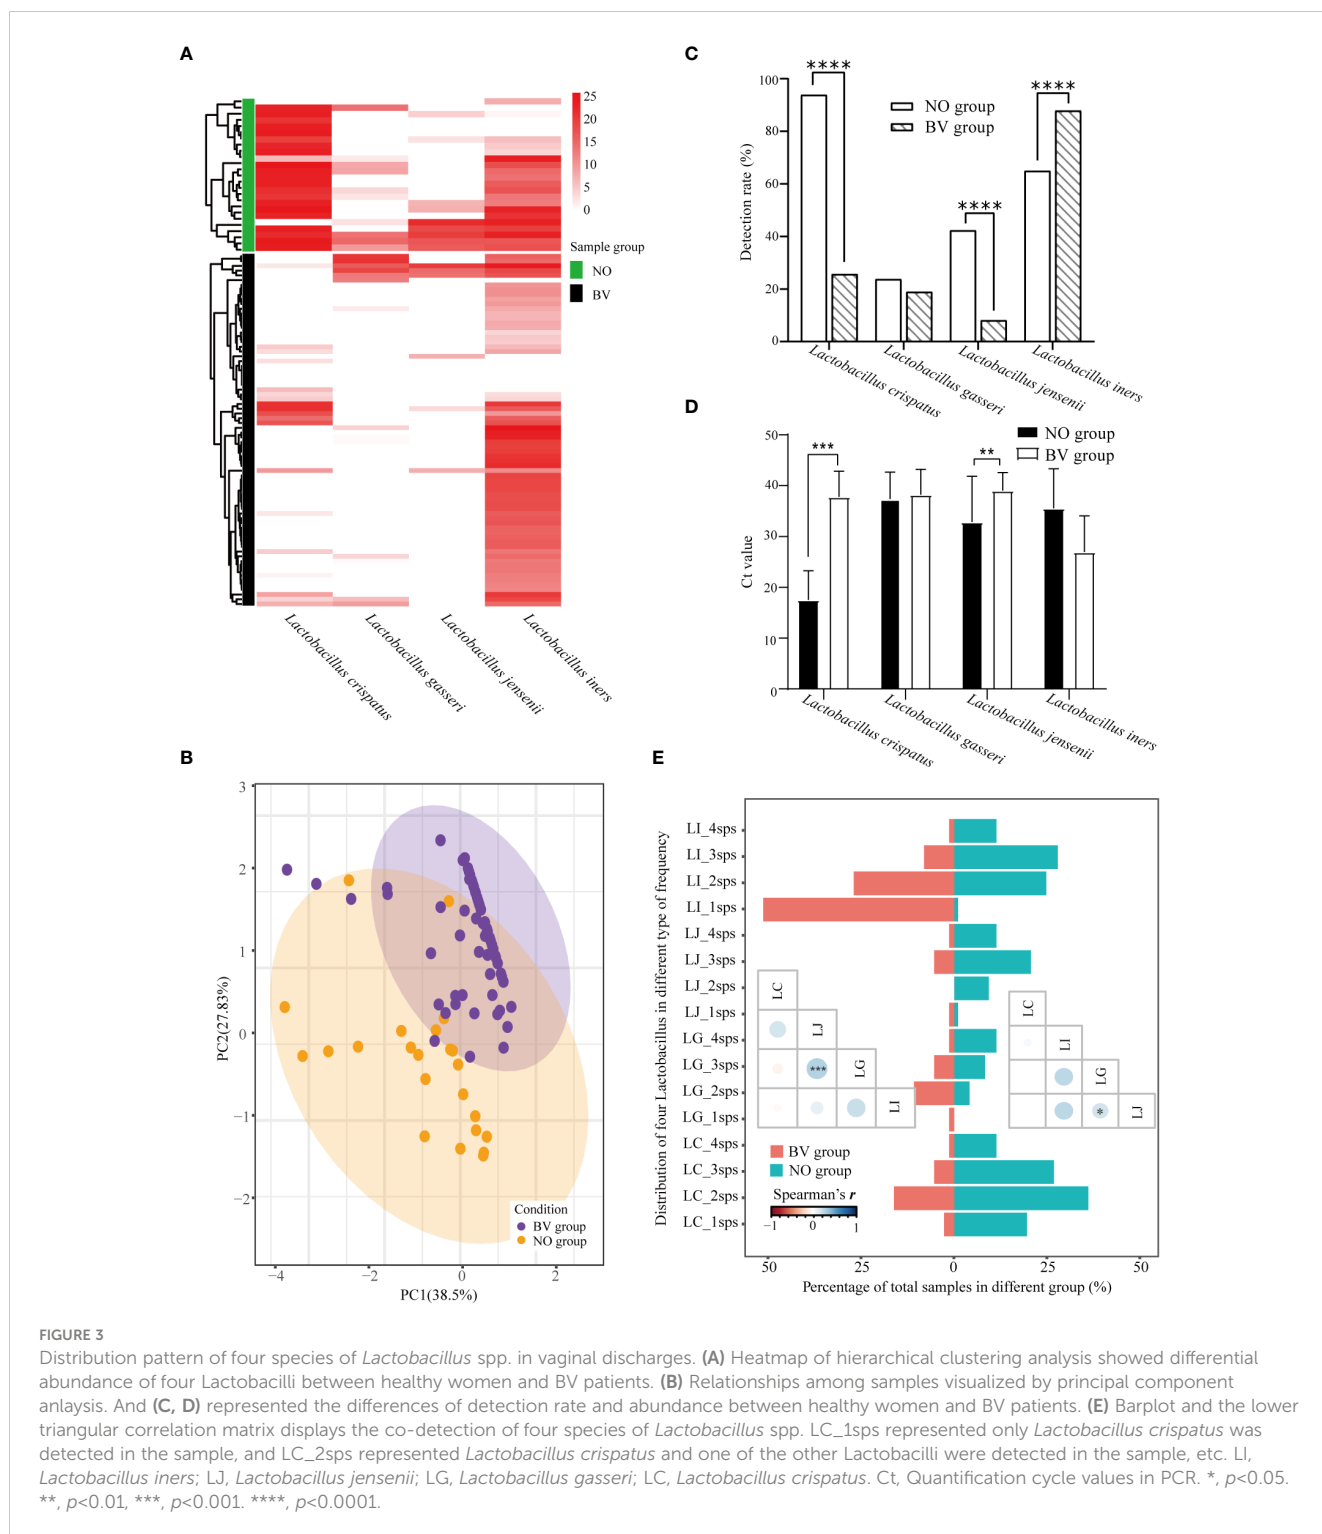 A
25
20
15
10
5
0
Sample group
NO
BV
Lactobacillus crispatus
Lactobacillus gasseri
Lactobacillus jensenii
Lactobacillus iners
C
Detection rate (%)
100
80
60
40
20
0
****
****
****
NO group
BV group
Lactobacillus crispatus
Lactobacillus gasseri
Lactobacillus jensenii
Lactobacillus iners
D
Ct value
50
40
30
20
10
0
***
**
NO group
BV group
Lactobacillus crispatus
Lactobacillus gasseri
Lactobacillus jensenii
Lactobacillus iners
B
PC2(27.83%)
3
2
1
0
−1
−2
−4
−2
0
2
PC1(38.5%)
Condition
BV group
NO group
E
Distribution of four Lactobacillus in different type of frequency
LI_4sps
LI_3sps
LI_2sps
LI_1sps
LJ_4sps
LJ_3sps
LJ_2sps
LJ_1sps
LG_4sps
LG_3sps
LG_2sps
LG_1sps
LC_4sps
LC_3sps
LC_2sps
LC_1sps
LC
LJ
***
LG
LI
LC
LI
LG
*
LJ
BV group
NO group
Spearman's r
−1
0
1
50
25
0
25
50
Percentage of total samples in different group (%)
FIGURE 3
Distribution pattern of four species of Lactobacillus spp. in vaginal discharges. (A) Heatmap of hierarchical clustering analysis showed differential
abundance of four Lactobacilli between healthy women and BV patients. (B) Relationships among samples visualized by principal component
anlaysis. And (C, D) represented the differences of detection rate and abundance between healthy women and BV patients. (E) Barplot and the lower
triangular correlation matrix displays the co-detection of four species of Lactobacillus spp. LC_1sps represented only Lactobacillus crispatus was
detected in the sample, and LC_2sps represented Lactobacillus crispatus and one of the other Lactobacilli were detected in the sample, etc. LI,
Lactobacillus iners; LJ, Lactobacillus jensenii; LG, Lactobacillus gasseri; LC, Lactobacillus crispatus. Ct, Quantification cycle values in PCR. *, p<0.05.
**, p<0.01, ***, p<0.001. ****, p<0.0001.